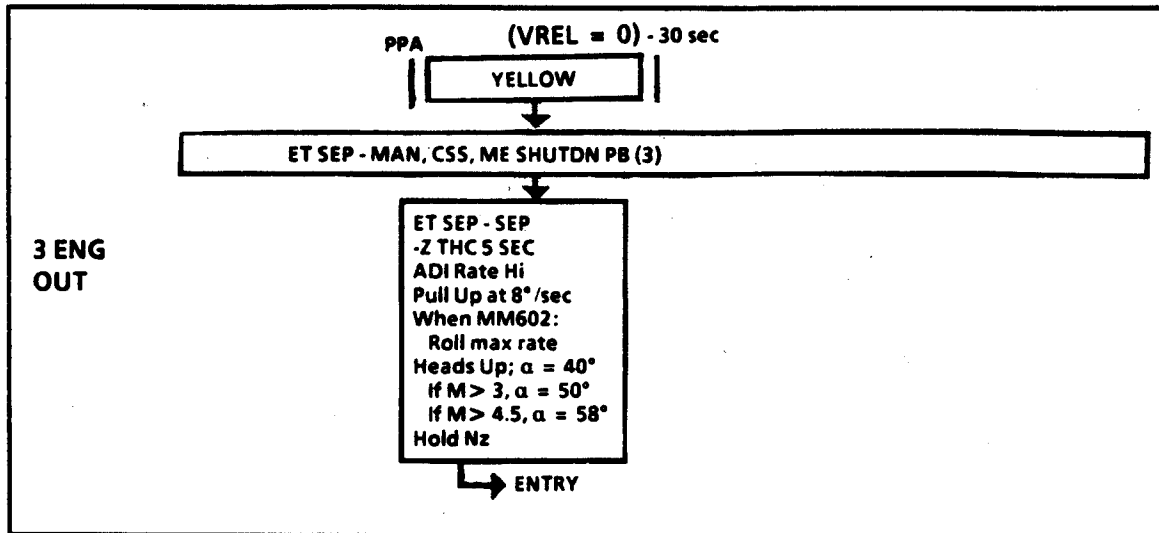 PPA (VREL = 0) - 30 sec
YELLOW
ET SEP - MAN, CSS, ME SHUTDN PB (3)
3 ENG
OUT
ET SEP - SEP
-Z THC 5 SEC
ADI Rate Hi
Pull Up at 8°/sec
When MM602:
Roll max rate
Heads Up; α = 40°
If M > 3, α = 50°
If M > 4.5, α = 58°
Hold Nz
ENTRY